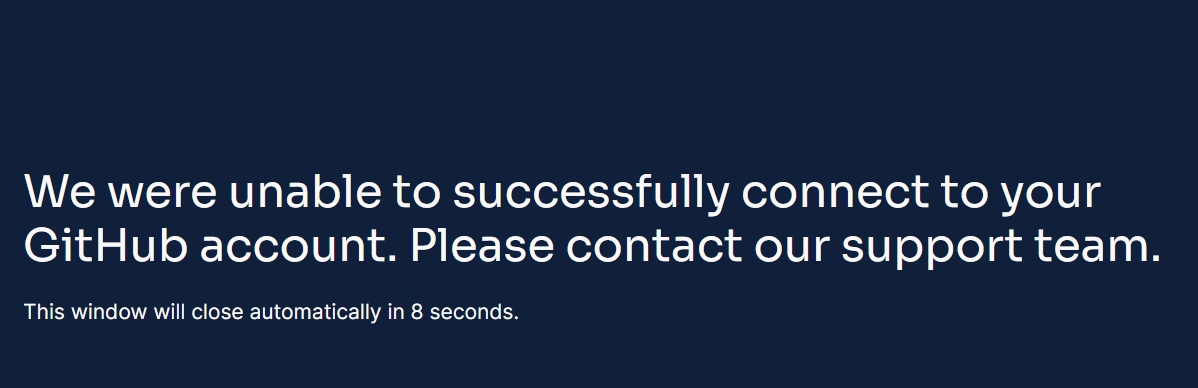 We were unable to successfully connect to your
GitHub account. Please contact our support team.
This window will close automatically in 8 seconds.